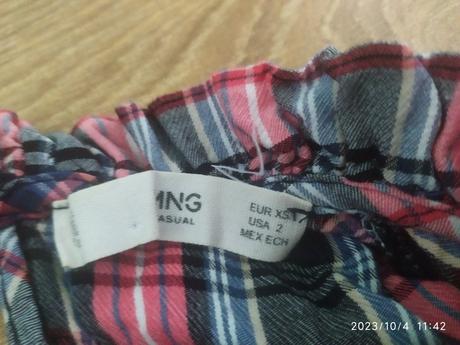 MNG
CASUAL
EUR XS
USA 2
MEX ECH
2023/10/4 11:42